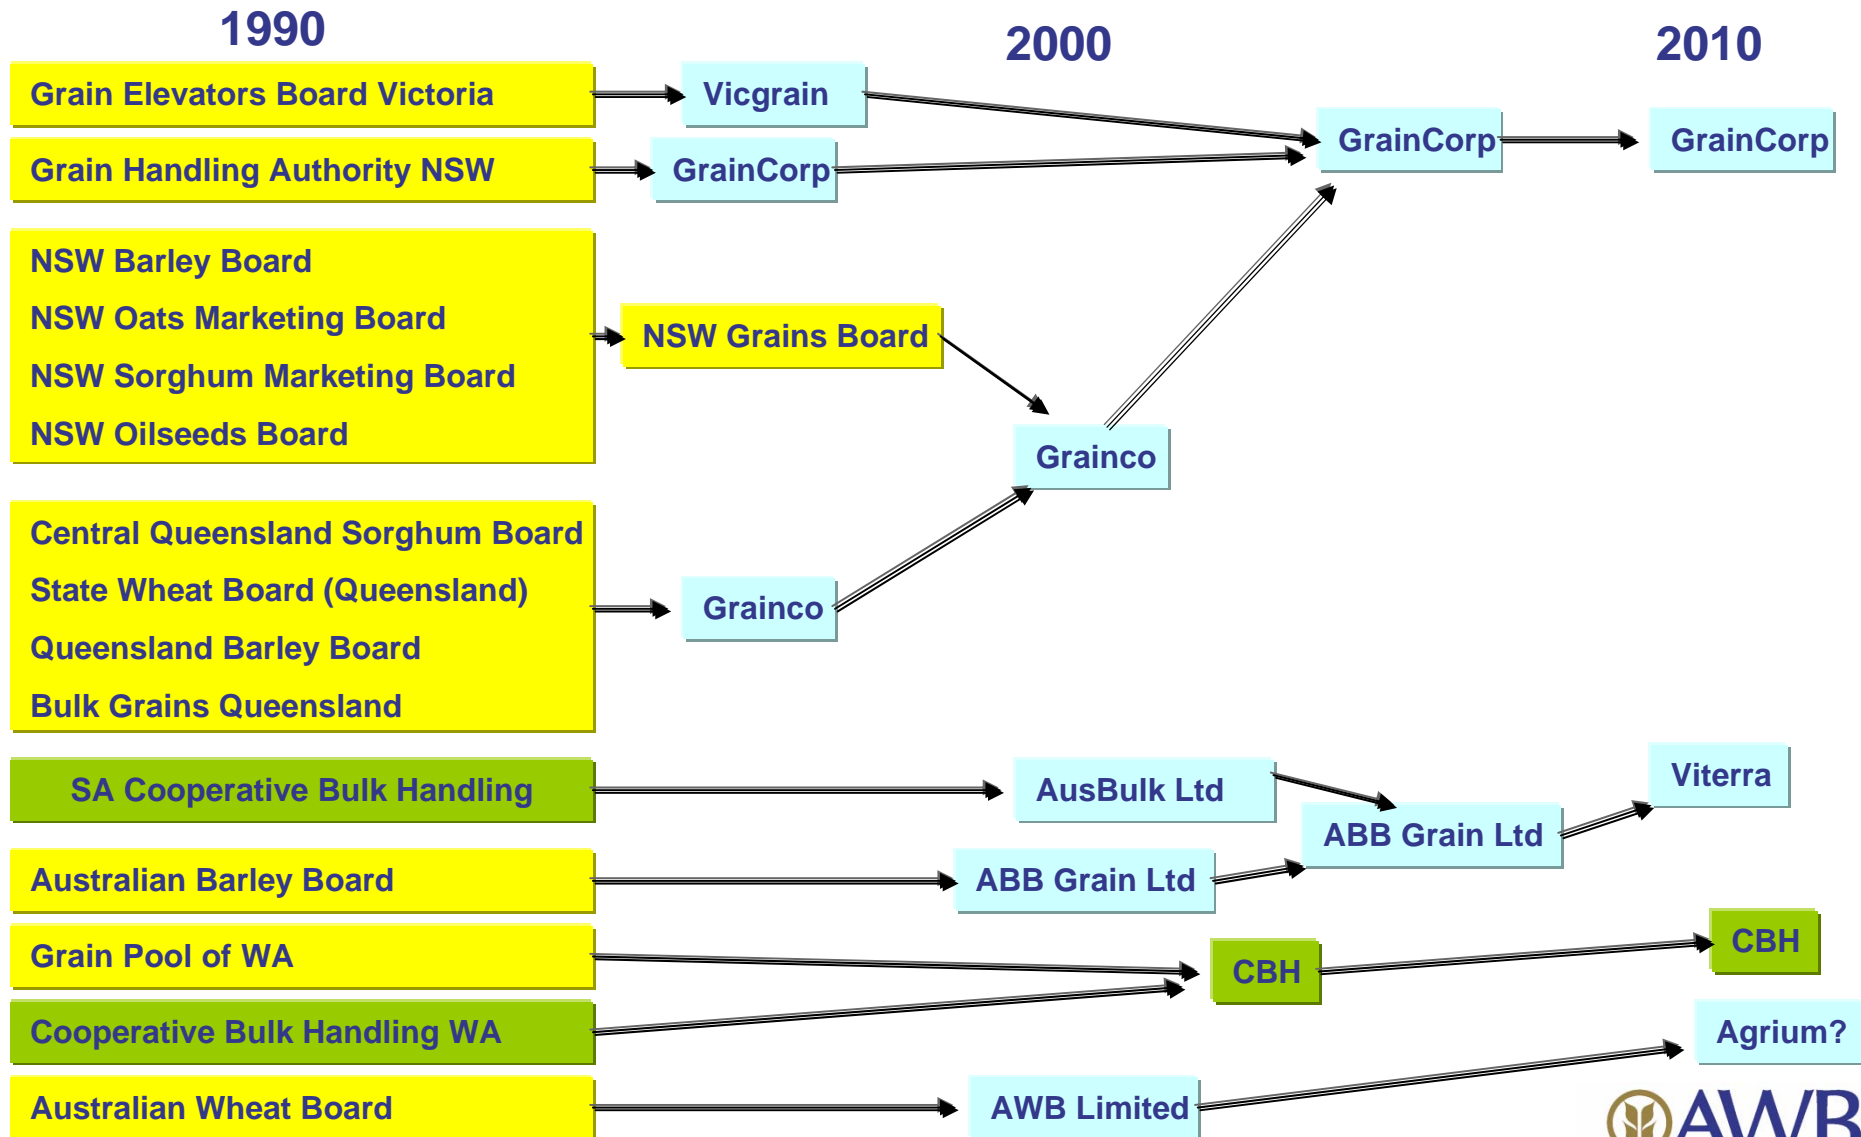 1990
2000
2010
Grain Elevators Board Victoria
Vicgrain
GrainCorp
GrainCorp
Grain Handling Authority NSW
GrainCorp
NSW Barley Board
NSW Oats Marketing Board
NSW Sorghum Marketing Board
NSW Oilseeds Board
NSW Grains Board
Grainco
Central Queensland Sorghum Board
State Wheat Board (Queensland)
Queensland Barley Board
Bulk Grains Queensland
Grainco
SA Cooperative Bulk Handling
AusBulk Ltd
Viterra
ABB Grain Ltd
Australian Barley Board
ABB Grain Ltd
Grain Pool of WA
CBH
CBH
Cooperative Bulk Handling WA
Agrium?
Australian Wheat Board
AWB Limited
AWB